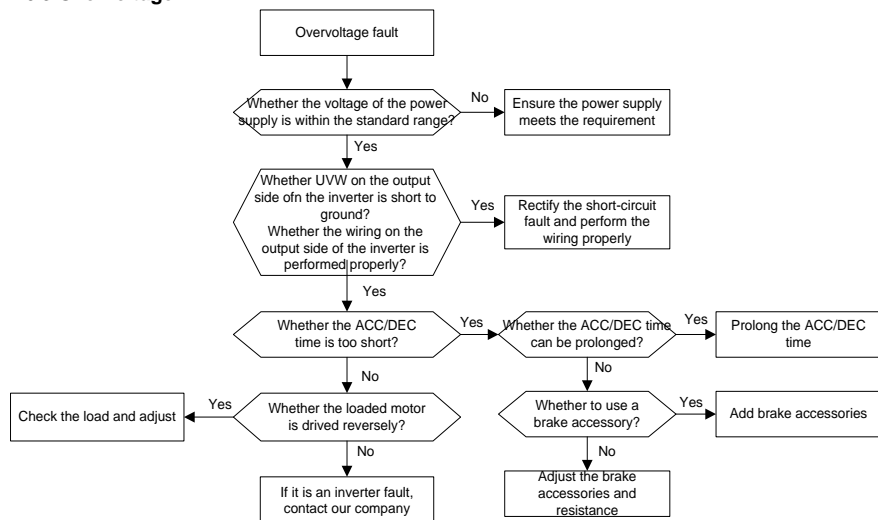 Overvoltage fault
Whether the voltage of the power
supply is within the standard range?
No
Ensure the power supply
meets the requirement
Yes
Whether UVW on the output
side ofn the inverter is short to
ground?
Whether the wiring on the
output side of the inverter is
performed properly?
Yes
Rectify the short-circuit
fault and perform the
wiring properly
Yes
Whether the ACC/DEC
time is too short?
Yes
Whether the ACC/DEC time
can be prolonged?
Yes
Prolong the ACC/DEC
time
No
No
Check the load and adjust
Yes
Whether the loaded motor
is drived reversely?
Whether to use a
brake accessory?
Yes
Add brake accessories
No
No
If it is an inverter fault,
contact our company
Adjust the brake
accessories and
resistance